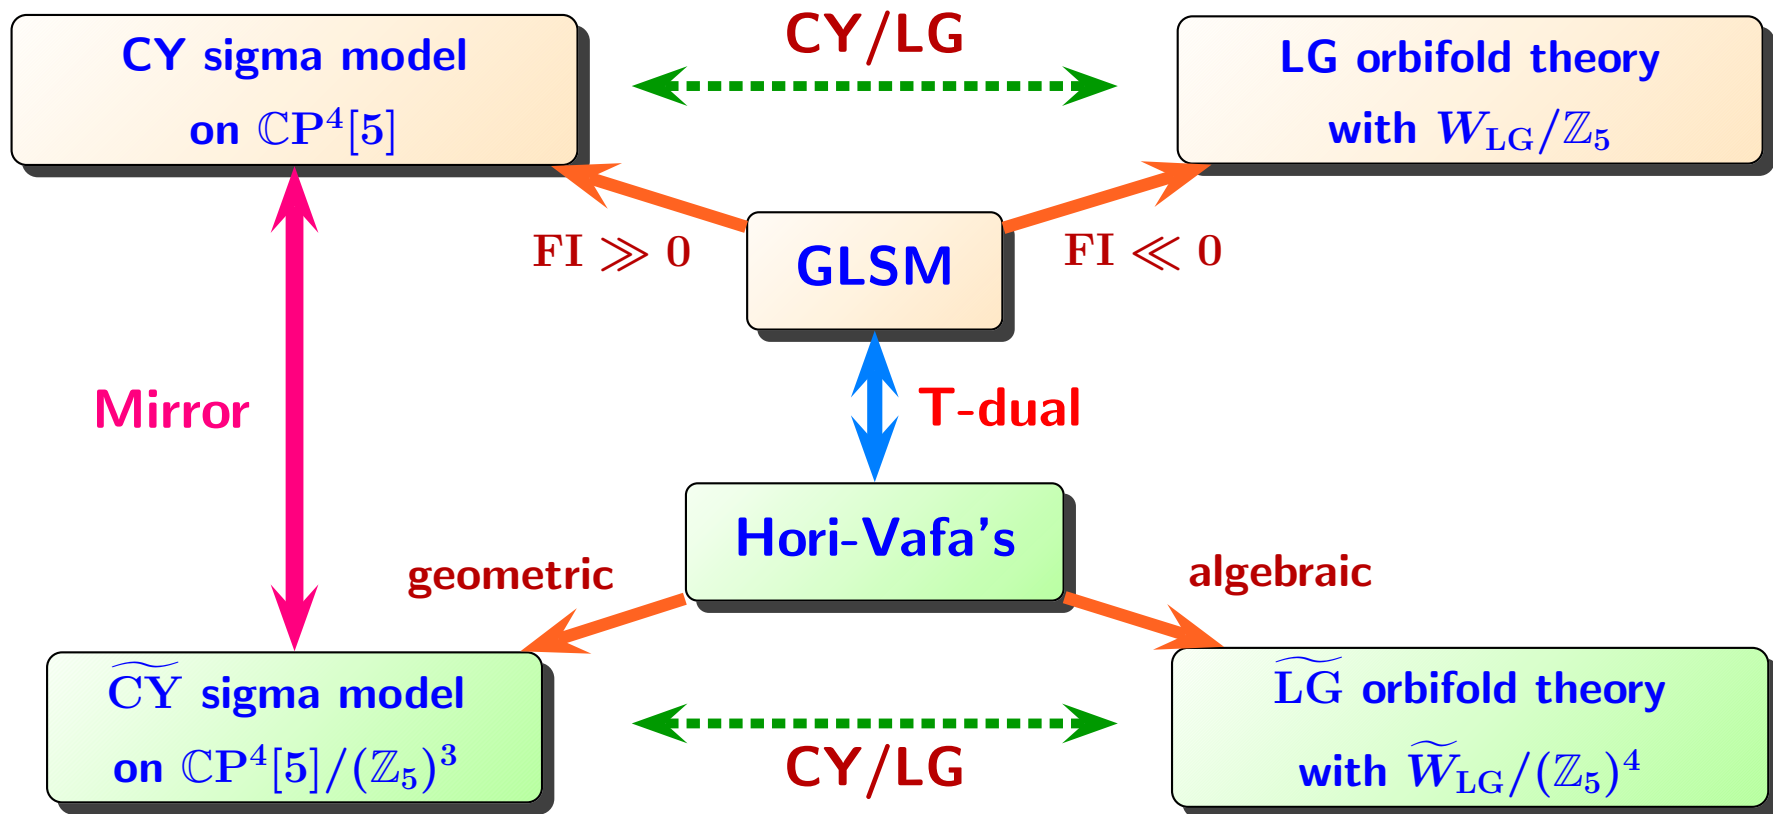 CY/LG
CY sigma model
on ℂP⁴[5]
LG orbifold theory
with W_LG/ℤ₅
FI ≫ 0
GLSM
FI ≪ 0
Mirror
T-dual
Hori-Vafa's
geometric
algebraic
C͠Y sigma model
on ℂP⁴[5]/(ℤ₅)³
L͠G orbifold theory
with W̃_LG/(ℤ₅)⁴
CY/LG